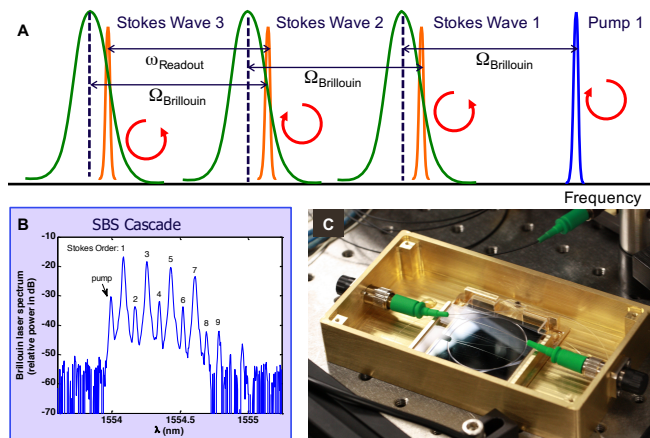 A
Stokes Wave 3
Stokes Wave 2
Stokes Wave 1
Pump 1
ωReadout
ΩBrillouin
ΩBrillouin
ΩBrillouin
Frequency
B
SBS Cascade
Brillouin laser spectrum
(relative power in dB)
-10
-20
-30
-40
-50
-60
-70
Stokes Order: 1
3
5
7
pump
2
4
6
8
9
1554
1554.5
1555
λ (nm)
C